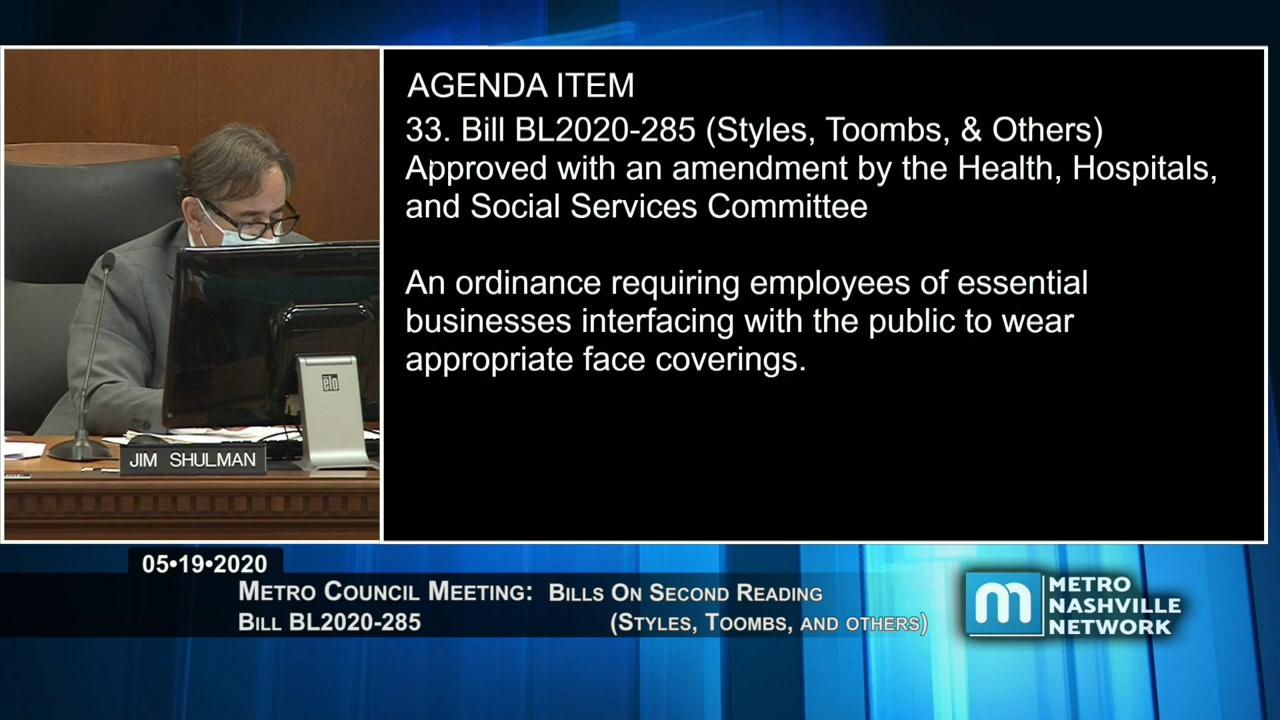 AGENDA ITEM
33. Bill BL2020-285 (Styles, Toombs, & Others)
Approved with an amendment by the Health, Hospitals,
and Social Services Committee
An ordinance requiring employees of essential
businesses interfacing with the public to wear
appropriate face coverings.
elo
JIM SHULMAN
05•19•2020
METRO COUNCIL MEETING: BILLS ON SECOND READING
BILL BL2020-285 (STYLES, TOOMBS, AND OTHERS)
m
METRO
NASHVILLE
NETWORK